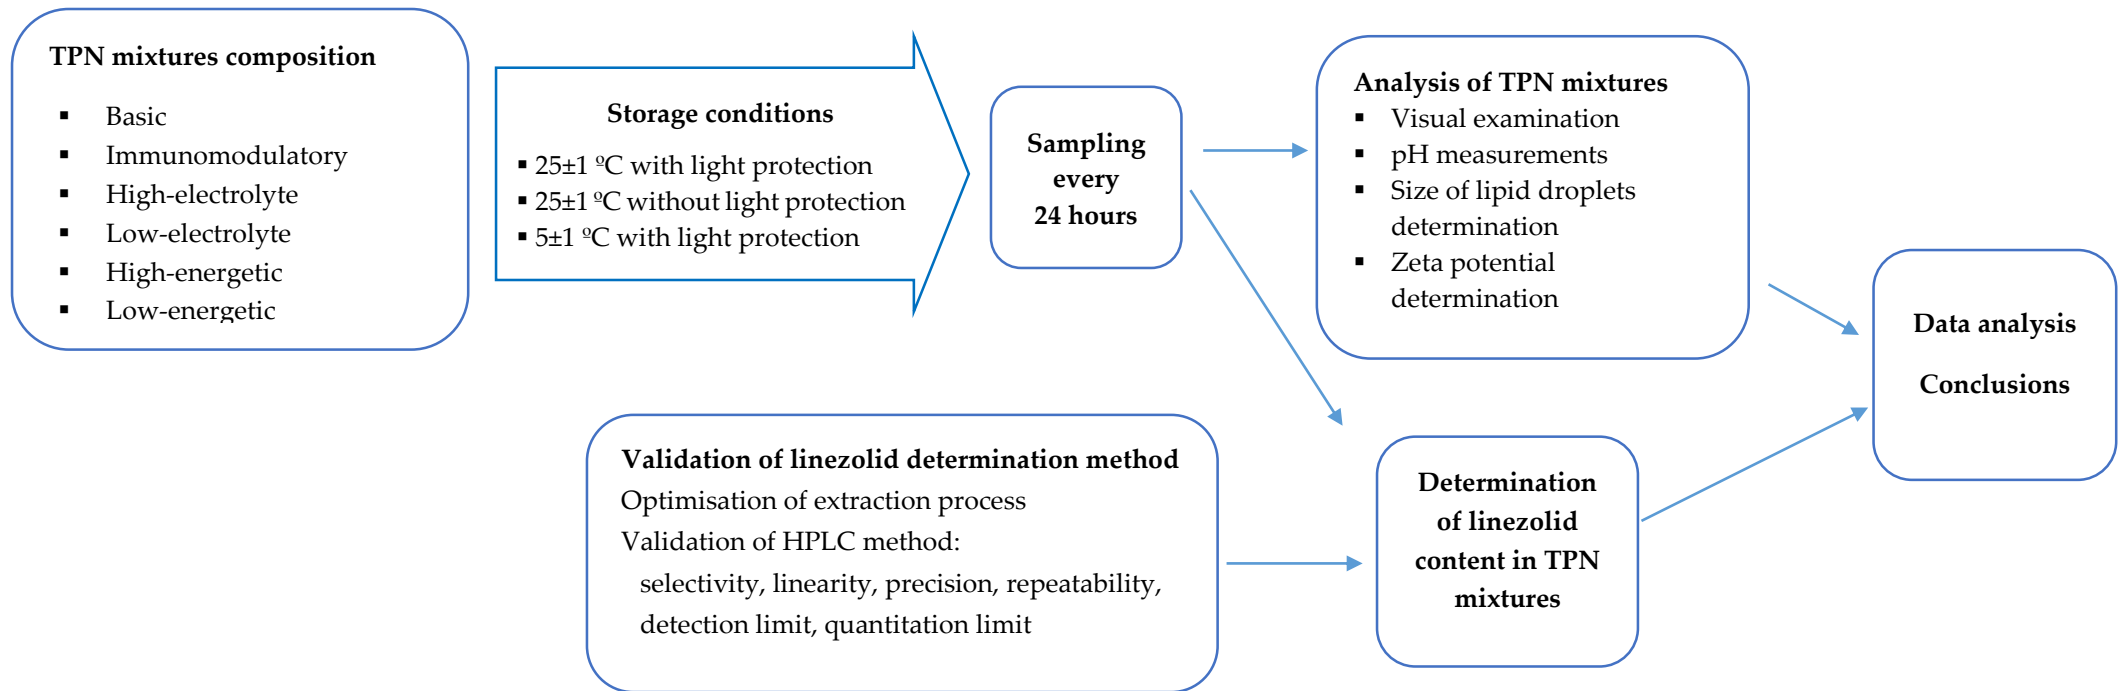 TPN mixtures composition
▪ Basic
▪ Immunomodulatory
▪ High-electrolyte
▪ Low-electrolyte
▪ High-energetic
▪ Low-energetic
Storage conditions
▪ 25±1 ºC with light protection
▪ 25±1 ºC without light protection
▪ 5±1 ºC with light protection
Sampling
every
24 hours
Analysis of TPN mixtures
▪ Visual examination
▪ pH measurements
▪ Size of lipid droplets
determination
▪ Zeta potential
determination
Validation of linezolid determination method
Optimisation of extraction process
Validation of HPLC method:
selectivity, linearity, precision, repeatability,
detection limit, quantitation limit
Determination
of linezolid
content in TPN
mixtures
Data analysis
Conclusions